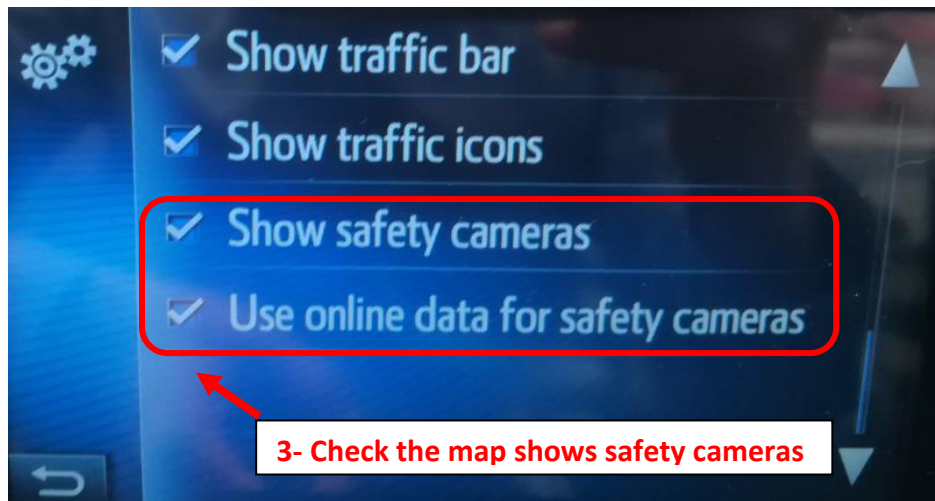 Show traffic bar
Show traffic icons
Show safety cameras
Use online data for safety cameras
3- Check the map shows safety cameras